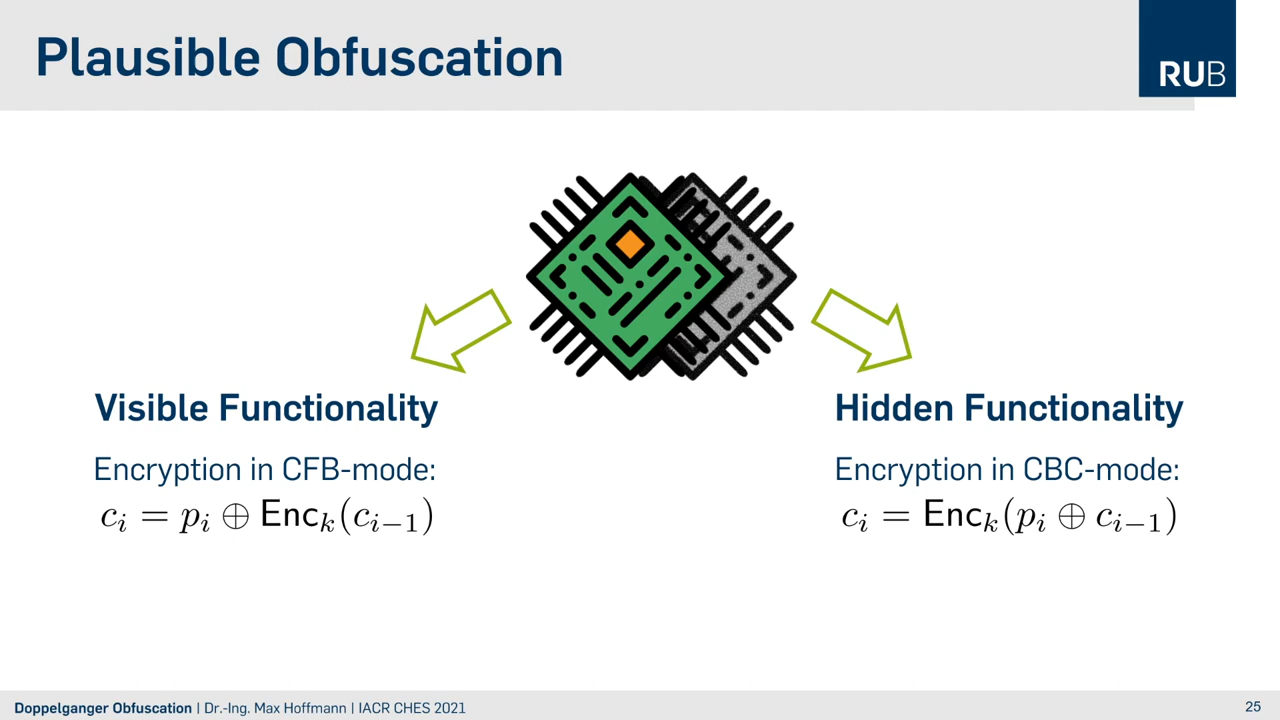 Plausible Obfuscation
RUB
Visible Functionality
Encryption in CFB-mode:
cᵢ = pᵢ ⊕ Encₖ(cᵢ₋₁)
Hidden Functionality
Encryption in CBC-mode:
cᵢ = Encₖ(pᵢ ⊕ cᵢ₋₁)
Doppelganger Obfuscation | Dr.-Ing. Max Hoffmann | IACR CHES 2021
25